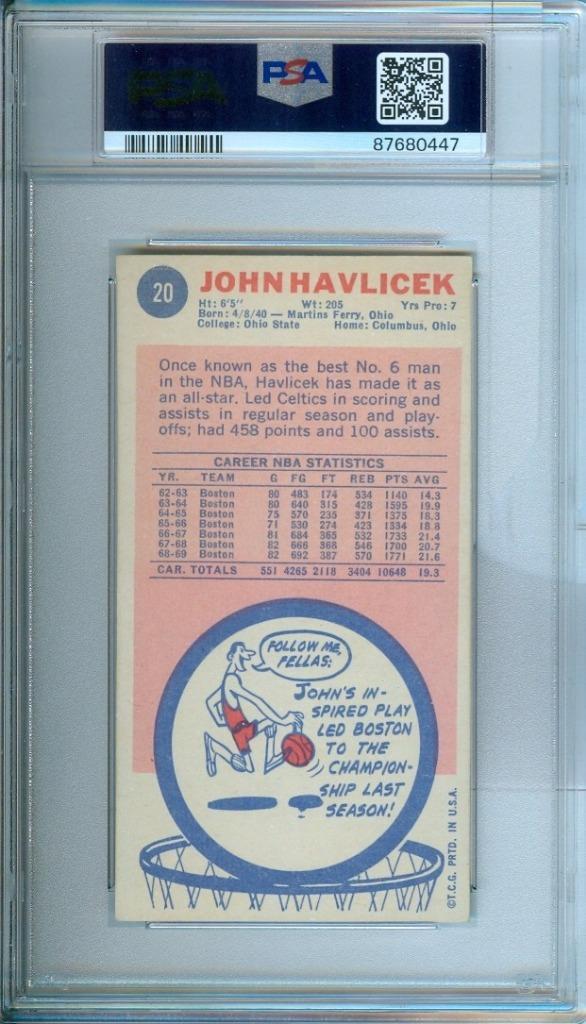 PSA
87680447
20
JOHN HAVLICEK
Ht: 6'5" Wt: 205 Yrs Pro: 7
Born: 4/8/40 — Martins Ferry, Ohio
College: Ohio State Home: Columbus, Ohio
Once known as the best No. 6 man
in the NBA, Havlicek has made it as
an all-star. Led Celtics in scoring and
assists in regular season and play-
offs; had 458 points and 100 assists.
CAREER NBA STATISTICS
YR. TEAM G FG FT REB PTS AVG
62-63 Boston 80 483 174 534 1140 14.3
63-64 Boston 80 640 315 428 1595 19.9
64-65 Boston 75 570 235 371 1375 18.3
65-66 Boston 71 530 274 423 1334 18.8
66-67 Boston 81 684 365 532 1733 21.4
67-68 Boston 82 666 368 546 1700 20.7
68-69 Boston 82 692 387 570 1771 21.6
CAR. TOTALS 551 4265 2118 3404 10648 19.3
FOLLOW ME,
FELLAS:
JOHN'S IN-
SPIRED PLAY
LED BOSTON
TO THE
CHAMPION-
SHIP LAST
SEASON!
©T.C.G. PRTD. IN U.S.A.